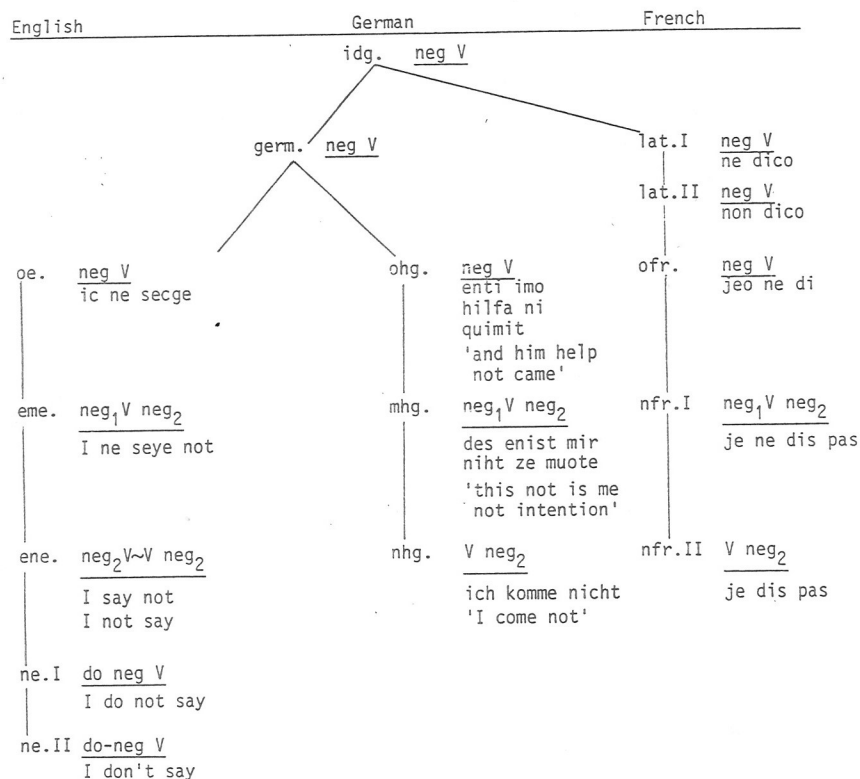 English German French
idg. neg V
germ. neg V
lat.I neg V
ne dico
lat.II neg V
non dico
oe. neg V
ic ne secge
ohg. neg V
enti imo
hilfa ni
quimit
'and him help
not came'
ofr. neg V
jeo ne di
eme. neg₁V neg₂
I ne seye not
mhg. neg₁V neg₂
des enist mir
niht ze muote
'this not is me
not intention'
nfr.I neg₁V neg₂
je ne dis pas
ene. neg₂V~V neg₂
I say not
I not say
nhg. V neg₂
ich komme nicht
'I come not'
nfr.II V neg₂
je dis pas
ne.I do neg V
I do not say
ne.II do-neg V
I don't say